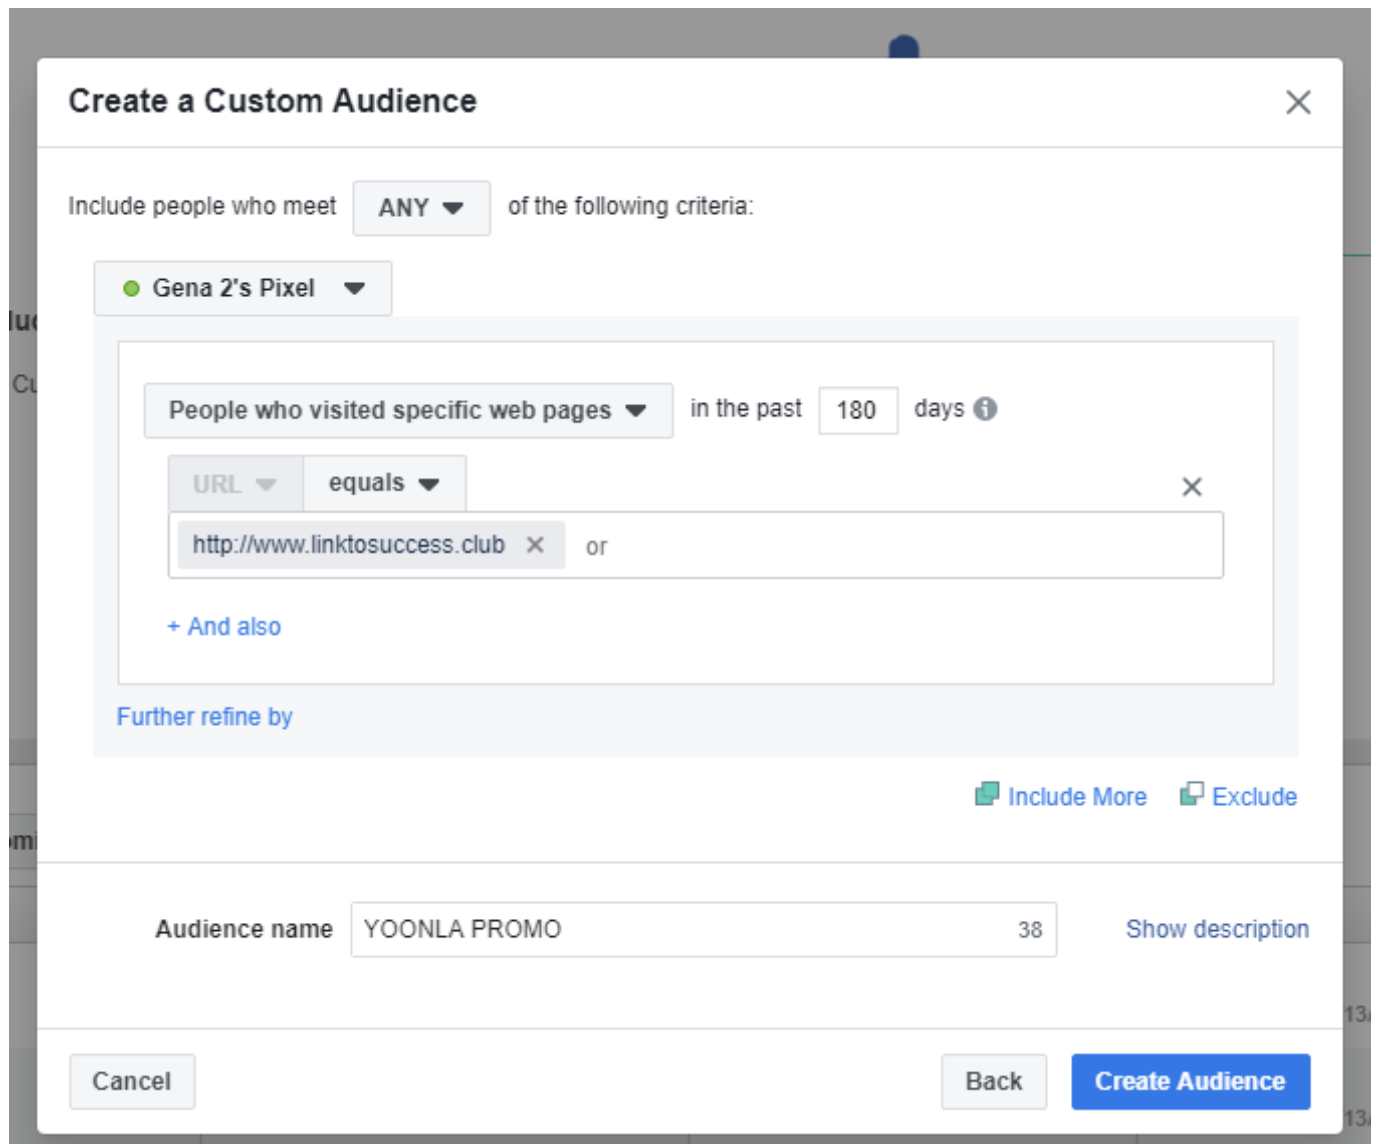 Create a Custom Audience
Include people who meet ANY of the following criteria:
Gena 2's Pixel
People who visited specific web pages in the past 180 days
URL equals
http://www.linktosuccess.club or
+ And also
Further refine by
Include More Exclude
Audience name YOONLA PROMO 38 Show description
Cancel Back Create Audience